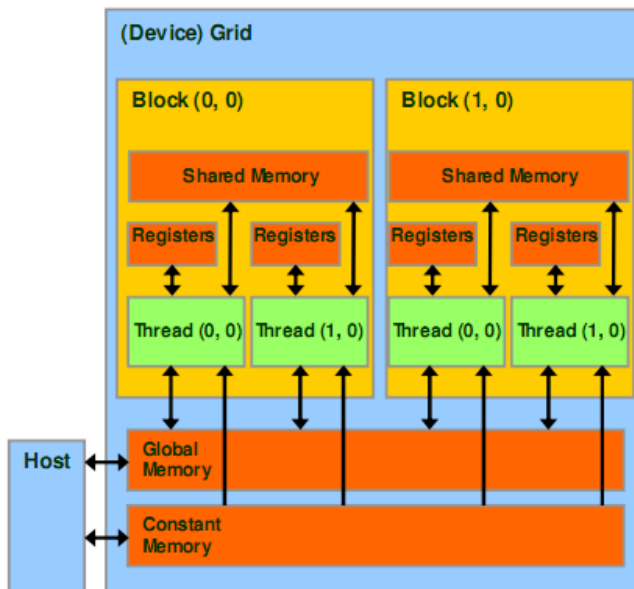 (Device) Grid
Block (0, 0)
Block (1, 0)
Shared Memory
Shared Memory
Registers
Registers
Registers
Registers
Thread (0, 0)
Thread (1, 0)
Thread (0, 0)
Thread (1, 0)
Host
Global
Memory
Constant
Memory